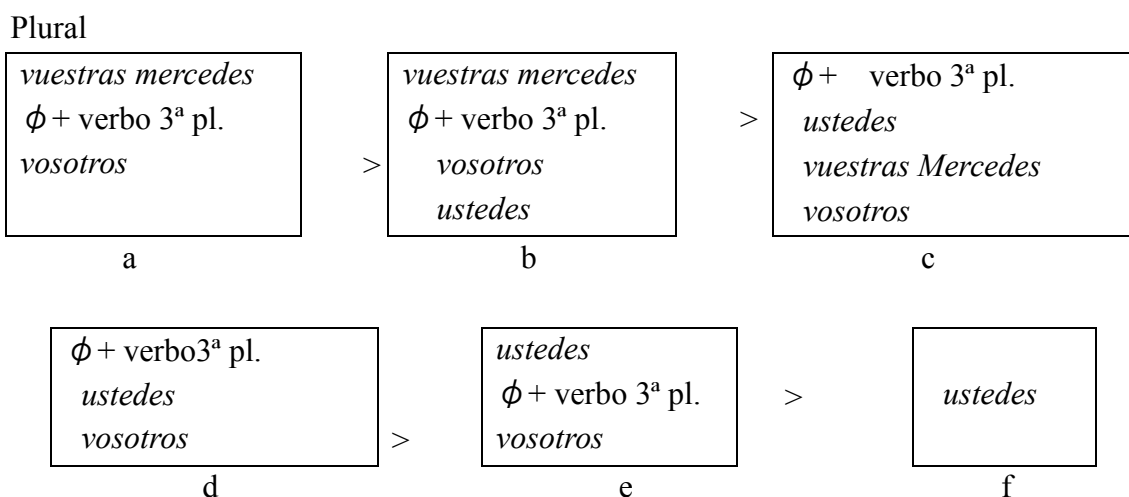 Plural
vuestras mercedes
ϕ + verbo 3ª pl.
vosotros
a
>
vuestras mercedes
ϕ + verbo 3ª pl.
vosotros
ustedes
b
>
ϕ + verbo 3ª pl.
ustedes
vuestras Mercedes
vosotros
c
ϕ + verbo3ª pl.
ustedes
vosotros
d
>
ustedes
ϕ + verbo 3ª pl.
vosotros
e
>
ustedes
f